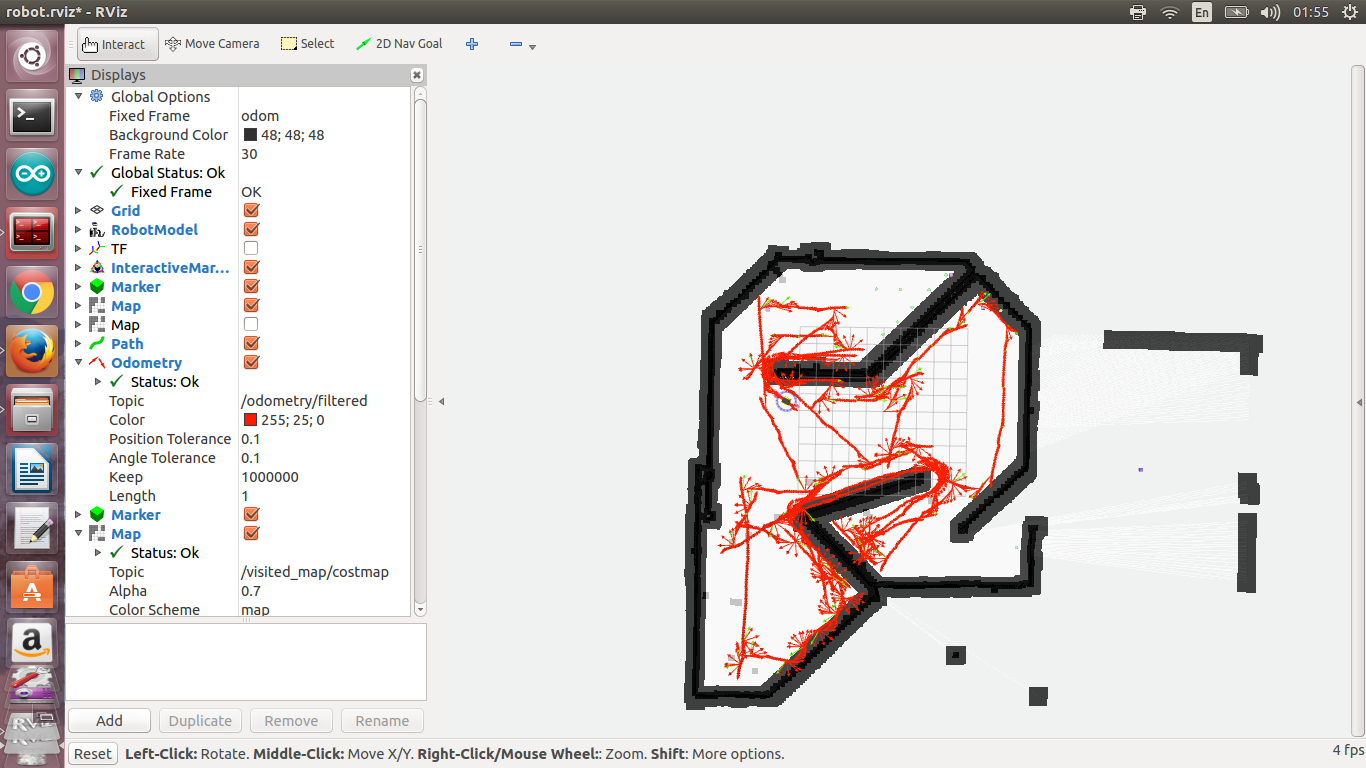 robot.rviz* - RViz
En
01:55
Interact
Move Camera
Select
2D Nav Goal
Displays
Global Options
Fixed Frame odom
Background Color 48; 48; 48
Frame Rate 30
Global Status: Ok
Fixed Frame OK
Grid
RobotModel
TF
InteractiveMar...
Marker
Map
Map
Path
Odometry
Status: Ok
Topic /odometry/filtered
Color 255; 25; 0
Position Tolerance 0.1
Angle Tolerance 0.1
Keep 1000000
Length 1
Marker
Map
Status: Ok
Topic /visited_map/costmap
Alpha 0.7
Color Scheme map
Add
Duplicate
Remove
Rename
Reset
Left-Click: Rotate. Middle-Click: Move X/Y. Right-Click/Mouse Wheel:: Zoom. Shift: More options.
4 fps